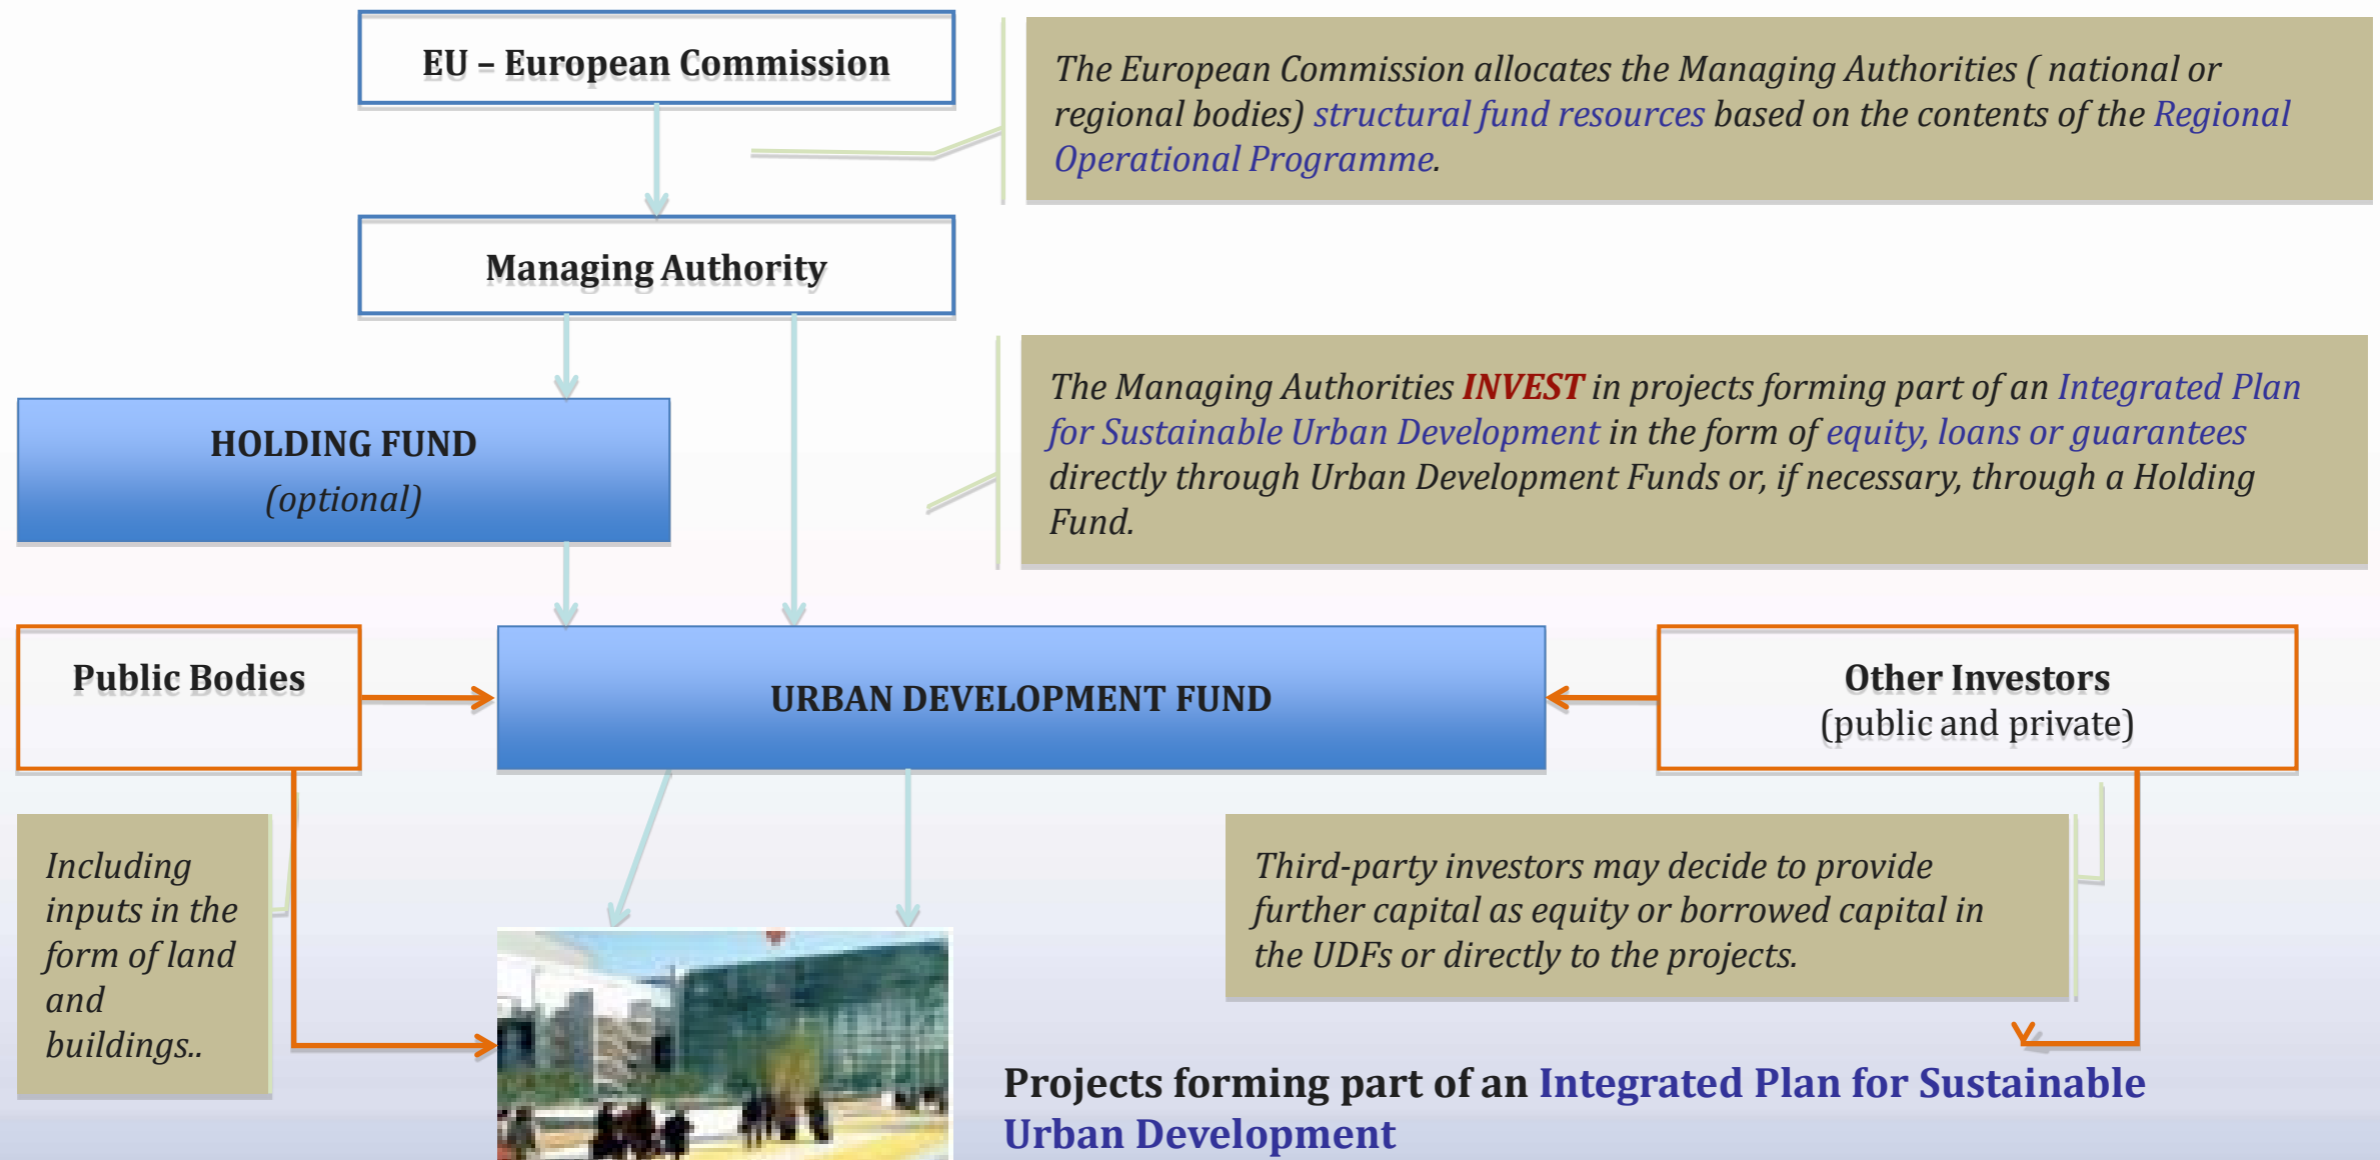 EU – European Commission
The European Commission allocates the Managing Authorities ( national or
regional bodies) structural fund resources based on the contents of the Regional
Operational Programme.
Managing Authority
The Managing Authorities INVEST in projects forming part of an Integrated Plan
for Sustainable Urban Development in the form of equity, loans or guarantees
directly through Urban Development Funds or, if necessary, through a Holding
Fund.
HOLDING FUND
(optional)
Public Bodies
URBAN DEVELOPMENT FUND
Other Investors
(public and private)
Including
inputs in the
form of land
and
buildings..
Third-party investors may decide to provide
further capital as equity or borrowed capital in
the UDFs or directly to the projects.
Projects forming part of an Integrated Plan for Sustainable
Urban Development